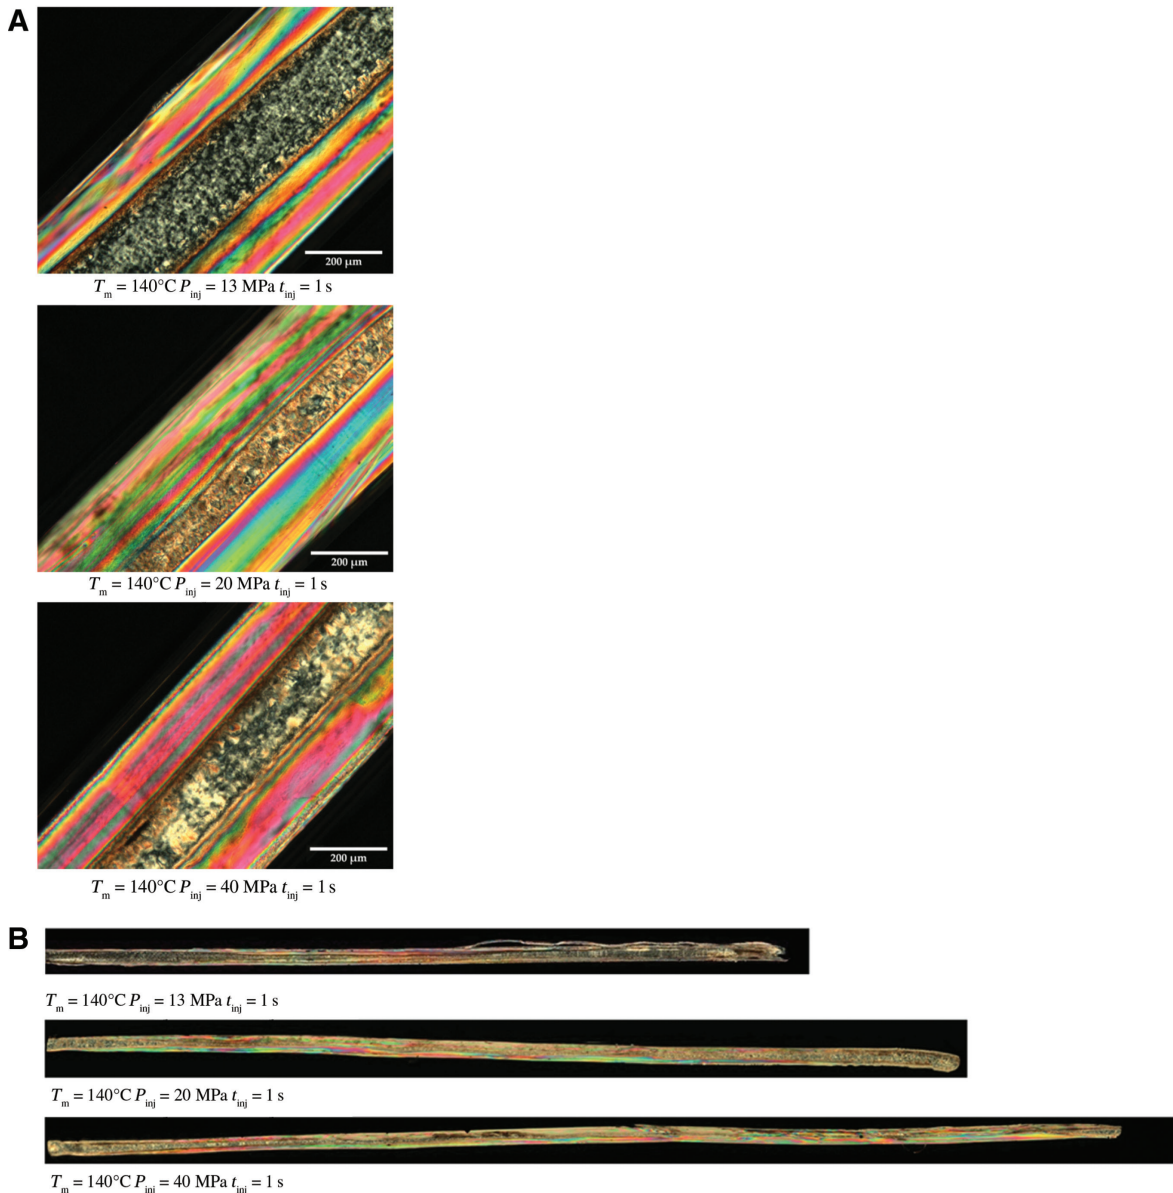 A
200 µm
Tm = 140°C Pinj = 13 MPa tinj = 1 s
200 µm
Tm = 140°C Pinj = 20 MPa tinj = 1 s
200 µm
Tm = 140°C Pinj = 40 MPa tinj = 1 s
B
Tm = 140°C Pinj = 13 MPa tinj = 1 s
Tm = 140°C Pinj = 20 MPa tinj = 1 s
Tm = 140°C Pinj = 40 MPa tinj = 1 s